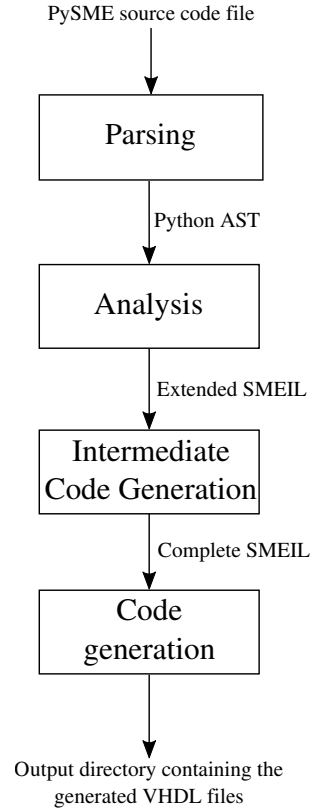 PySME source code file
Parsing
Python AST
Analysis
Extended SMEIL
Intermediate
Code Generation
Complete SMEIL
Code
generation
Output directory containing the
generated VHDL files